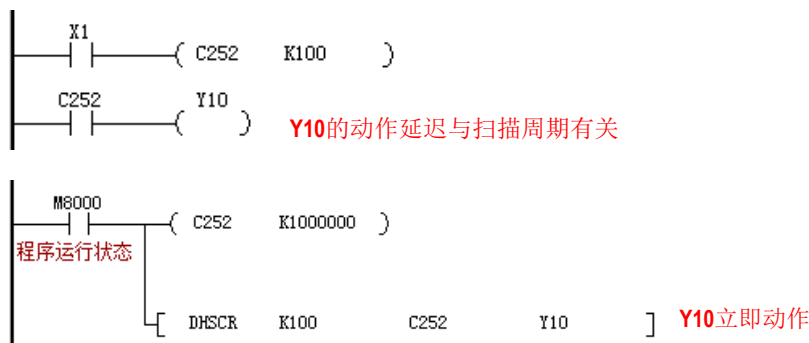 X1
C252 K100
C252 Y10
Y10的动作延迟与扫描周期有关
M8000
C252 K1000000
程序运行状态
DHSCR K100 C252 Y10 Y10立即动作